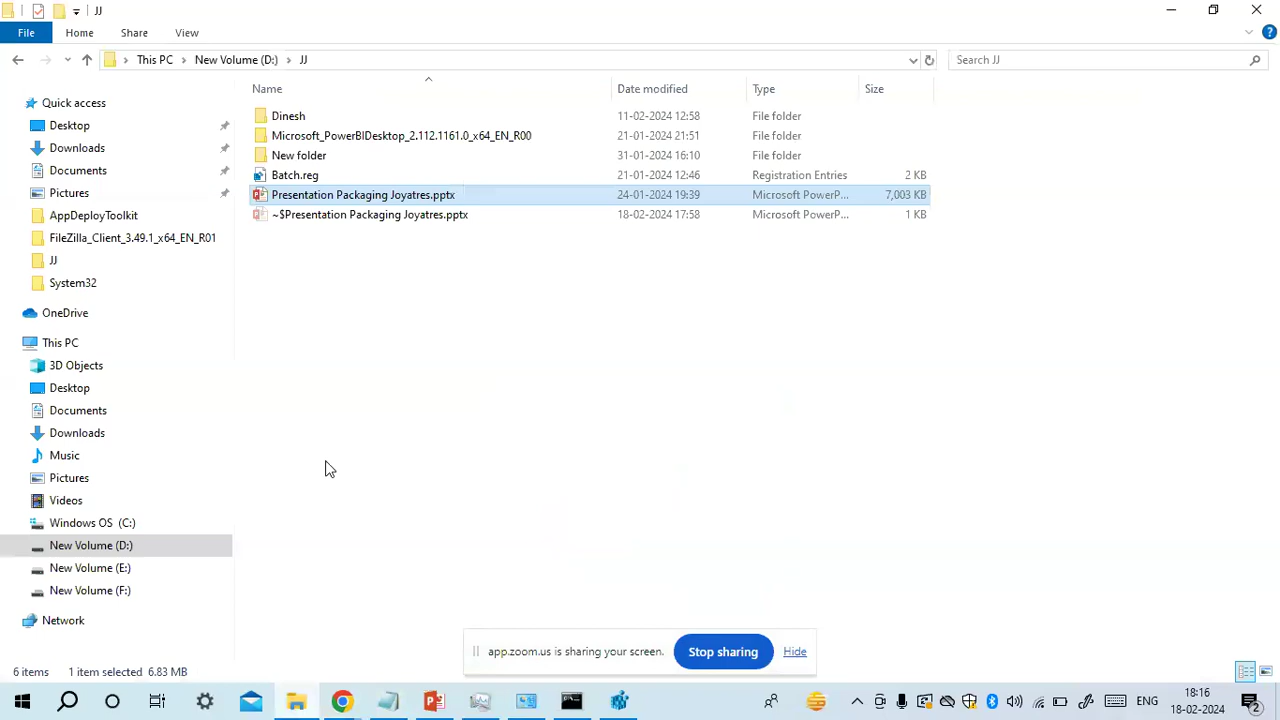 JJ
File Home Share View
This PC New Volume (D:) JJ
Search JJ
Name Date modified Type Size
Dinesh 11-02-2024 12:58 File folder
Microsoft_PowerBIDesktop_2.112.1161.0_x64_EN_R00 21-01-2024 21:51 File folder
New folder 31-01-2024 16:10 File folder
Batch.reg 21-01-2024 12:46 Registration Entries 2 KB
Presentation Packaging Joyatres.pptx 24-01-2024 19:39 Microsoft PowerP... 7,003 KB
~$Presentation Packaging Joyatres.pptx 18-02-2024 17:58 Microsoft PowerP... 1 KB
Quick access
Desktop
Downloads
Documents
Pictures
AppDeployToolkit
FileZilla_Client_3.49.1_x64_EN_R01
JJ
System32
OneDrive
This PC
3D Objects
Desktop
Documents
Downloads
Music
Pictures
Videos
Windows OS (C:)
New Volume (D:)
New Volume (E:)
New Volume (F:)
Network
app.zoom.us is sharing your screen. Stop sharing Hide
6 items 1 item selected 6.83 MB
ENG
18:16
18-02-2024
2